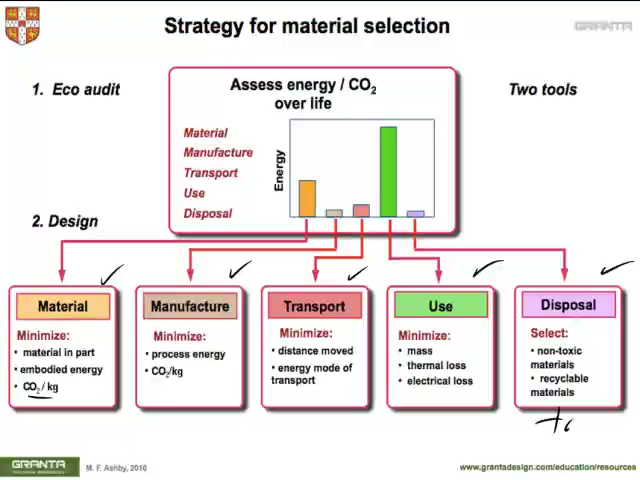 Strategy for material selection
GRANTA
1. Eco audit
Assess energy / CO₂
over life
Two tools
Material
Manufacture
Transport
Use
Disposal
Energy
2. Design
Material
Minimize:
• material in part
• embodied energy
• CO₂ / kg
Manufacture
Minimize:
• process energy
• CO₂/kg
Transport
Minimize:
• distance moved
• energy mode of
transport
Use
Minimize:
• mass
• thermal loss
• electrical loss
Disposal
Select:
• non-toxic
materials
• recyclable
materials
GRANTA
M. F. Ashby, 2010
www.grantadesign.com/education/resources